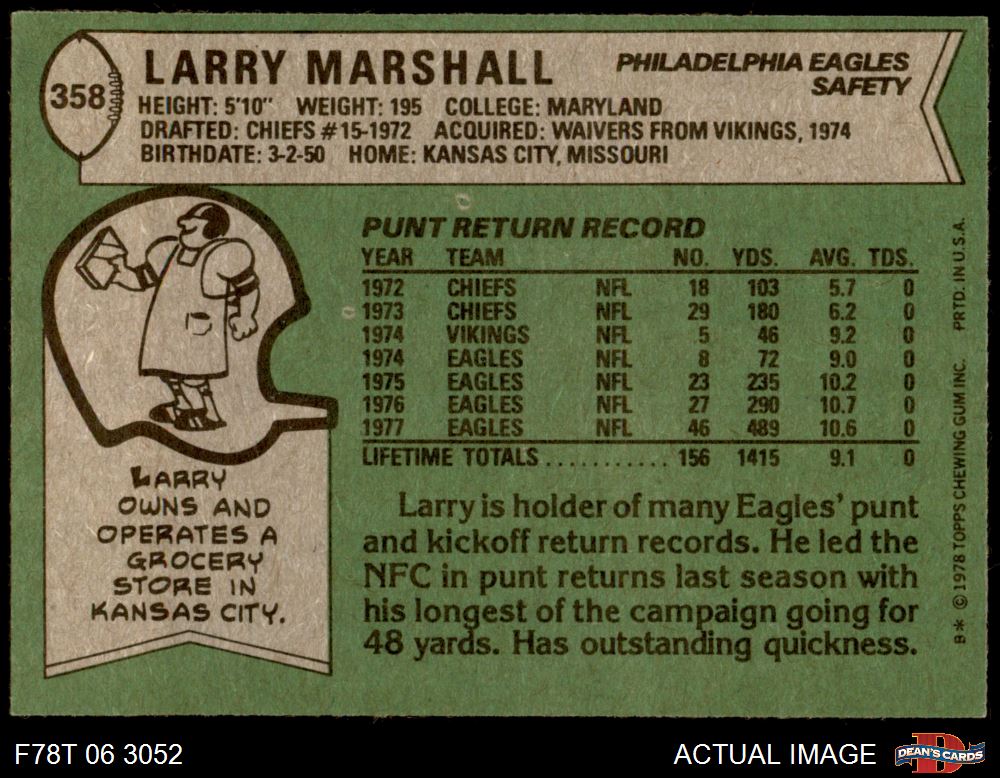 358
LARRY MARSHALL
PHILADELPHIA EAGLES
SAFETY
HEIGHT: 5'10" WEIGHT: 195 COLLEGE: MARYLAND
DRAFTED: CHIEFS #15-1972 ACQUIRED: WAIVERS FROM VIKINGS, 1974
BIRTHDATE: 3-2-50 HOME: KANSAS CITY, MISSOURI
PUNT RETURN RECORD
YEAR TEAM NO. YDS. AVG. TDS.
1972 CHIEFS NFL 18 103 5.7 0
1973 CHIEFS NFL 29 180 6.2 0
1974 VIKINGS NFL 5 46 9.2 0
1974 EAGLES NFL 8 72 9.0 0
1975 EAGLES NFL 23 235 10.2 0
1976 EAGLES NFL 27 290 10.7 0
1977 EAGLES NFL 46 489 10.6 0
LIFETIME TOTALS........... 156 1415 9.1 0
LARRY
OWNS AND
OPERATES A
GROCERY
STORE IN
KANSAS CITY.
Larry is holder of many Eagles' punt
and kickoff return records. He led the
NFC in punt returns last season with
his longest of the campaign going for
48 yards. Has outstanding quickness.
B* © 1978 TOPPS CHEWING GUM INC. PRTD. IN U.S.A.
F78T 06 3052
ACTUAL IMAGE
D
DEAN'S CARDS